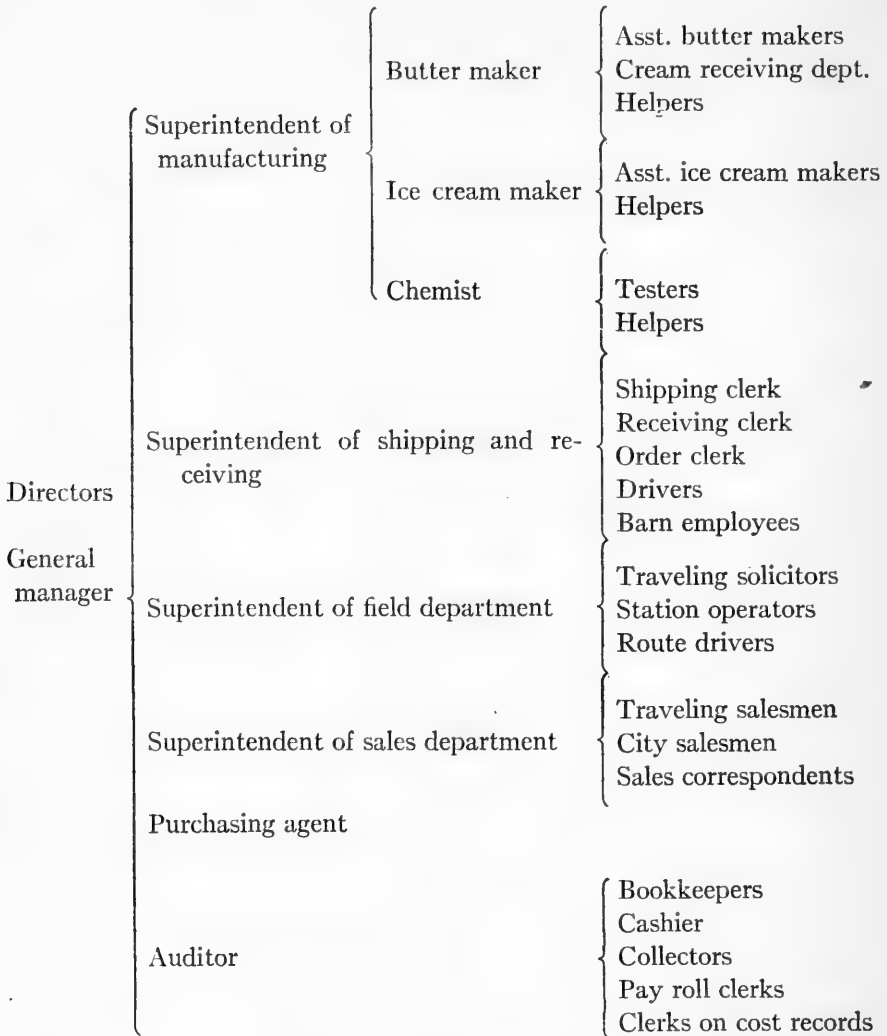 Directors
General
manager
Superintendent of
manufacturing
Butter maker
Asst. butter makers
Cream receiving dept.
Helpers
Ice cream maker
Asst. ice cream makers
Helpers
Chemist
Testers
Helpers
Superintendent of shipping and re-
ceiving
Shipping clerk
Receiving clerk
Order clerk
Drivers
Barn employees
Superintendent of field department
Traveling solicitors
Station operators
Route drivers
Superintendent of sales department
Traveling salesmen
City salesmen
Sales correspondents
Purchasing agent
Auditor
Bookkeepers
Cashier
Collectors
Pay roll clerks
Clerks on cost records